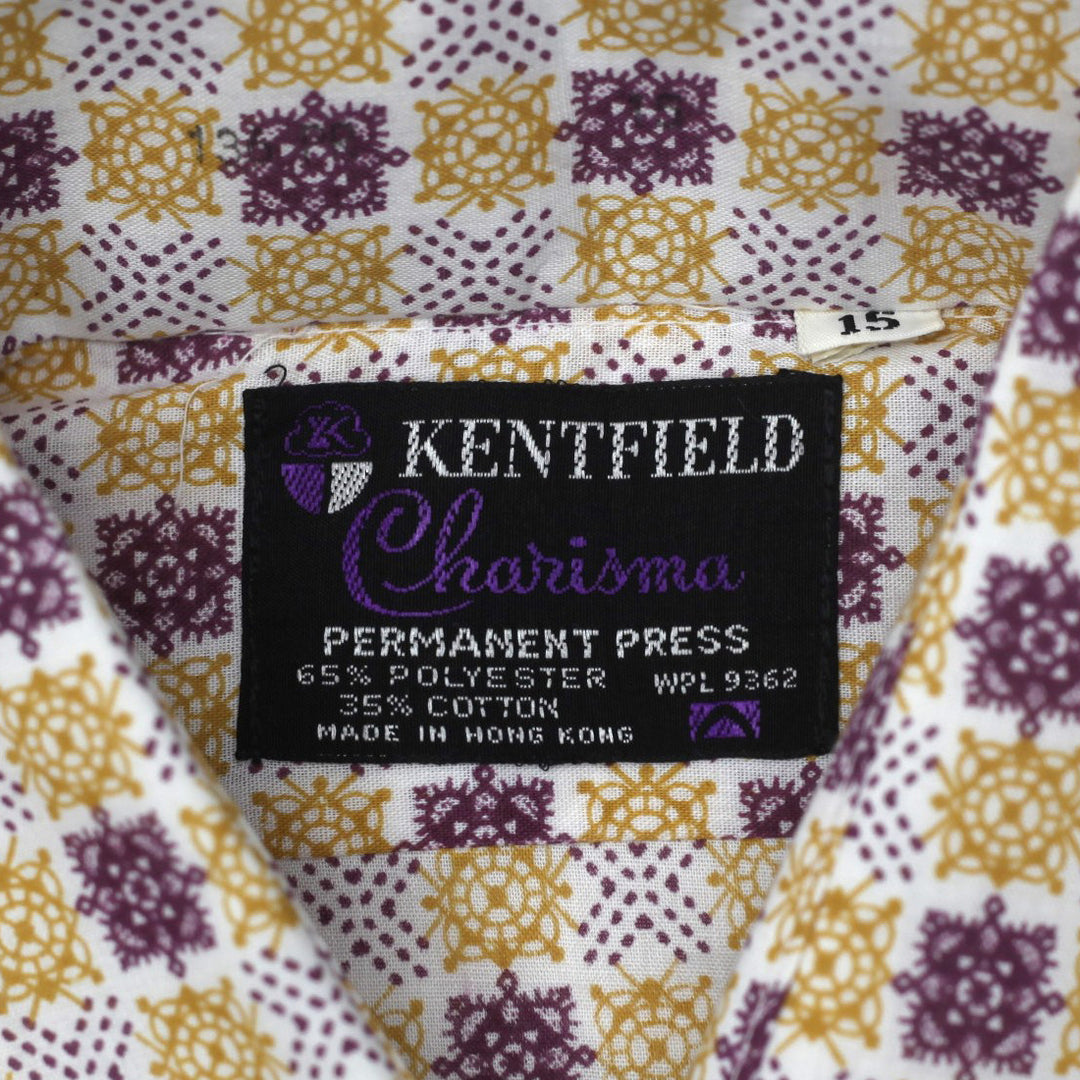 15
K
KENTFIELD
Charisma
PERMANENT PRESS
65% POLYESTER WPL 9362
35% COTTON
MADE IN HONG KONG